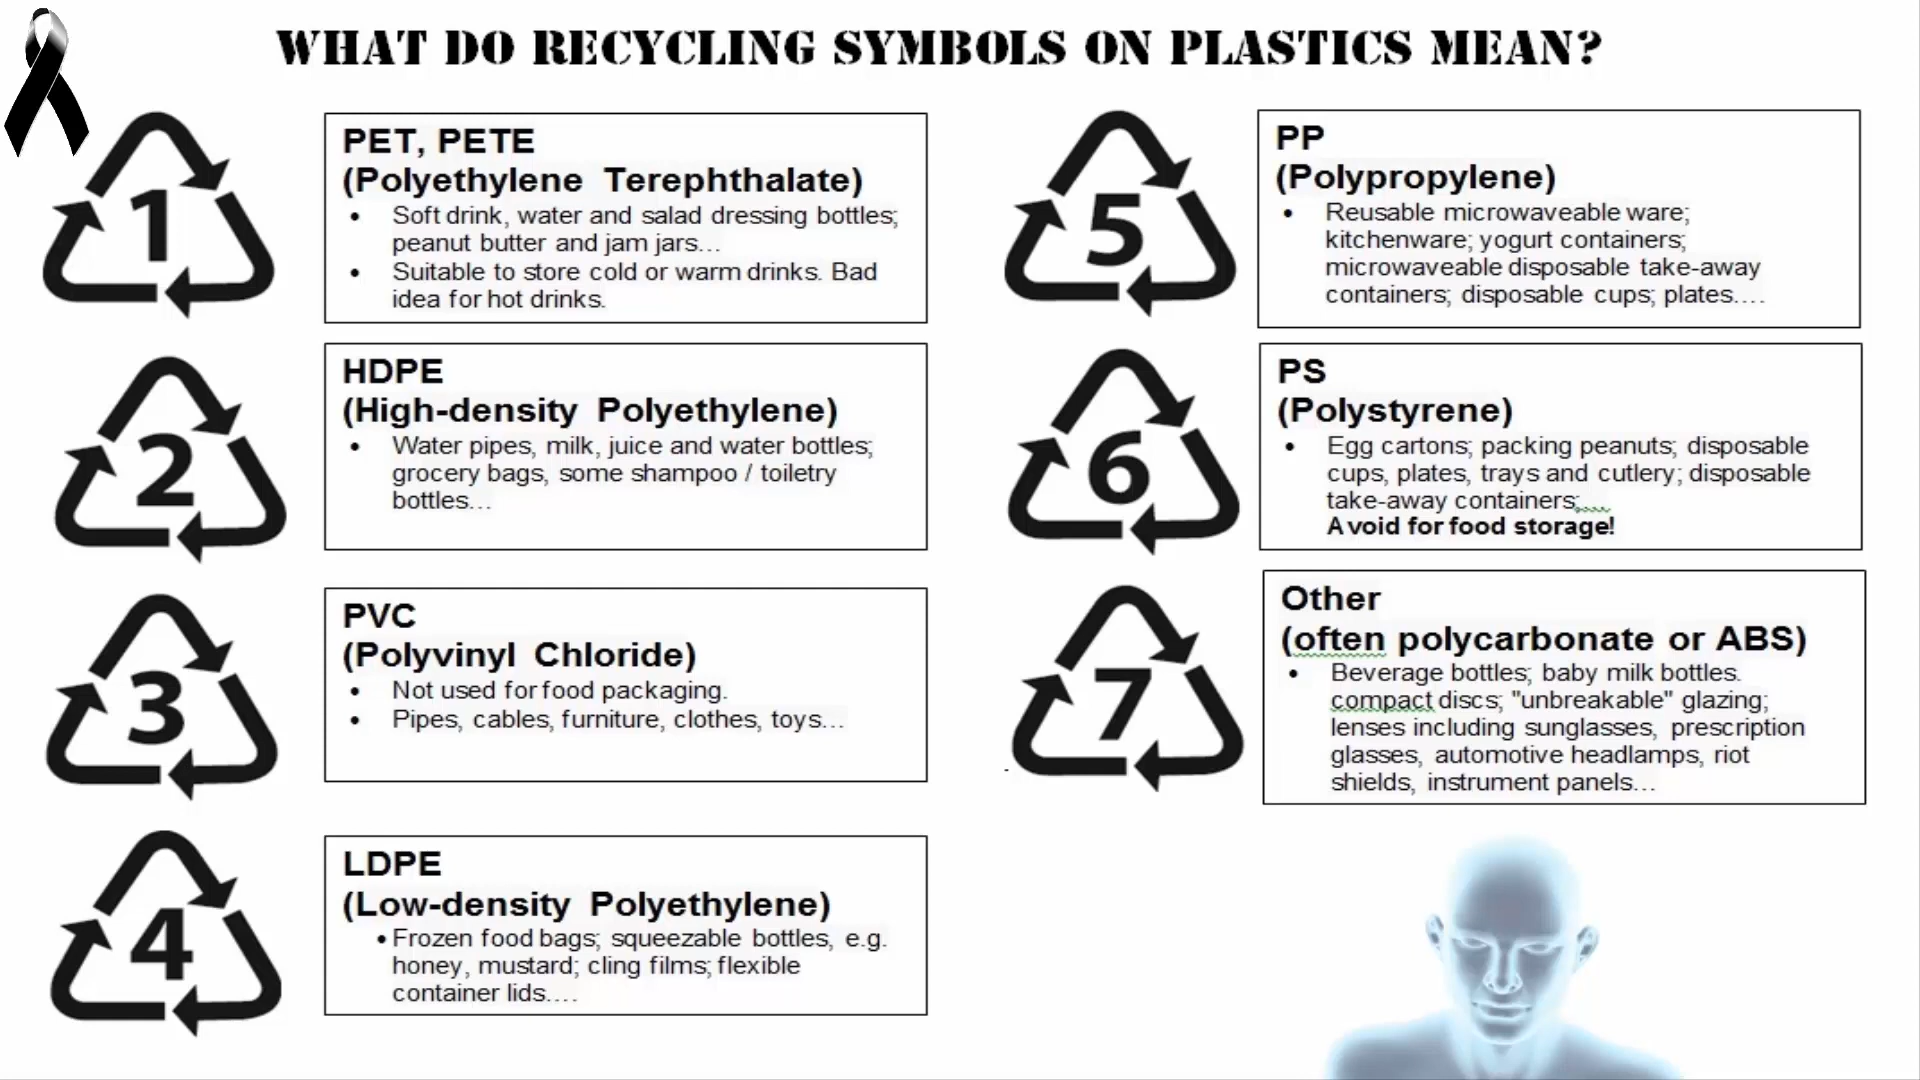 WHAT DO RECYCLING SYMBOLS ON PLASTICS MEAN?
1
PET, PETE
(Polyethylene Terephthalate)
• Soft drink, water and salad dressing bottles;
peanut butter and jam jars…
• Suitable to store cold or warm drinks. Bad
idea for hot drinks.
2
HDPE
(High-density Polyethylene)
• Water pipes, milk, juice and water bottles;
grocery bags, some shampoo / toiletry
bottles…
3
PVC
(Polyvinyl Chloride)
• Not used for food packaging.
• Pipes, cables, furniture, clothes, toys…
4
LDPE
(Low-density Polyethylene)
• Frozen food bags; squeezable bottles, e.g.
honey, mustard; cling films; flexible
container lids….
5
PP
(Polypropylene)
• Reusable microwaveable ware;
kitchenware; yogurt containers;
microwaveable disposable take-away
containers; disposable cups; plates….
6
PS
(Polystyrene)
• Egg cartons; packing peanuts; disposable
cups, plates, trays and cutlery; disposable
take-away containers;….
Avoid for food storage!
7
Other
(often polycarbonate or ABS)
• Beverage bottles; baby milk bottles.
compact discs; "unbreakable" glazing;
lenses including sunglasses, prescription
glasses, automotive headlamps, riot
shields, instrument panels…